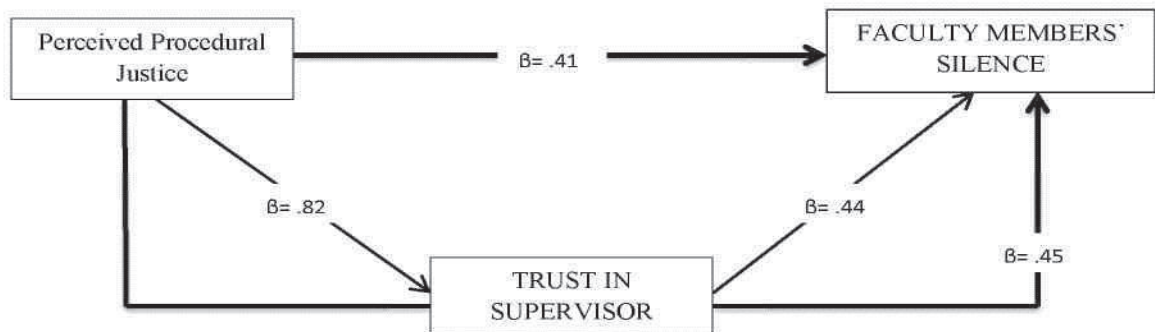 Perceived Procedural
Justice
FACULTY MEMBERS`
SILENCE
β= .41
β= .82
β= .44
β= .45
TRUST IN
SUPERVISOR